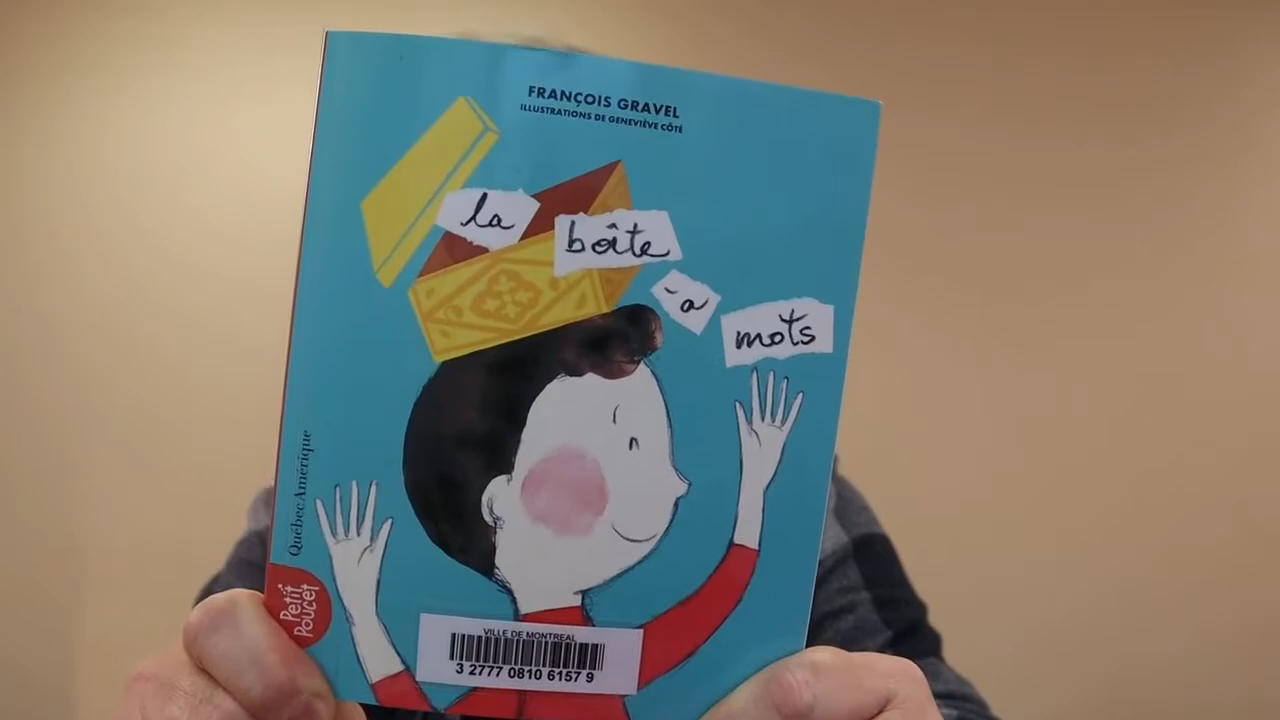 FRANÇOIS GRAVEL
ILLUSTRATIONS DE GENEVIÈVE CÔTÉ
la
boîte
à
mots
Québec Amérique
Petit
Poucet
VILLE DE MONTREAL
3 2777 0810 6157 9